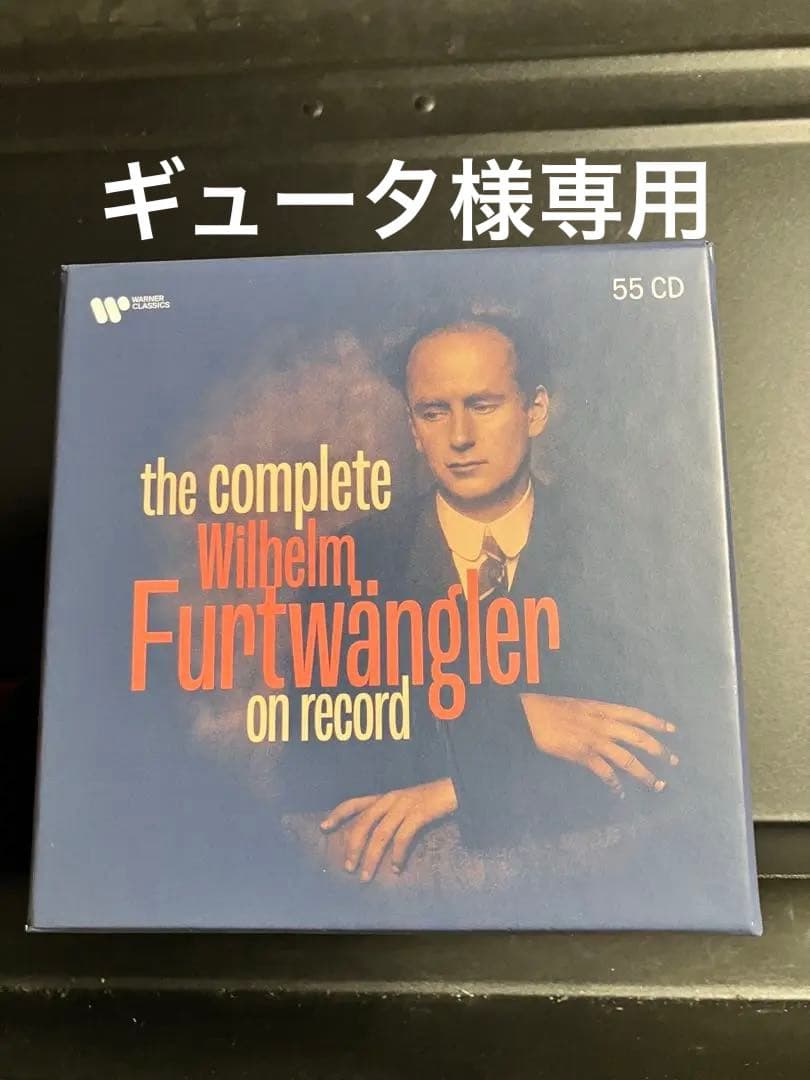 ギュータ様専用
WARNER
CLASSICS
55 CD
the complete
Wilhelm
Furtwängler
on record